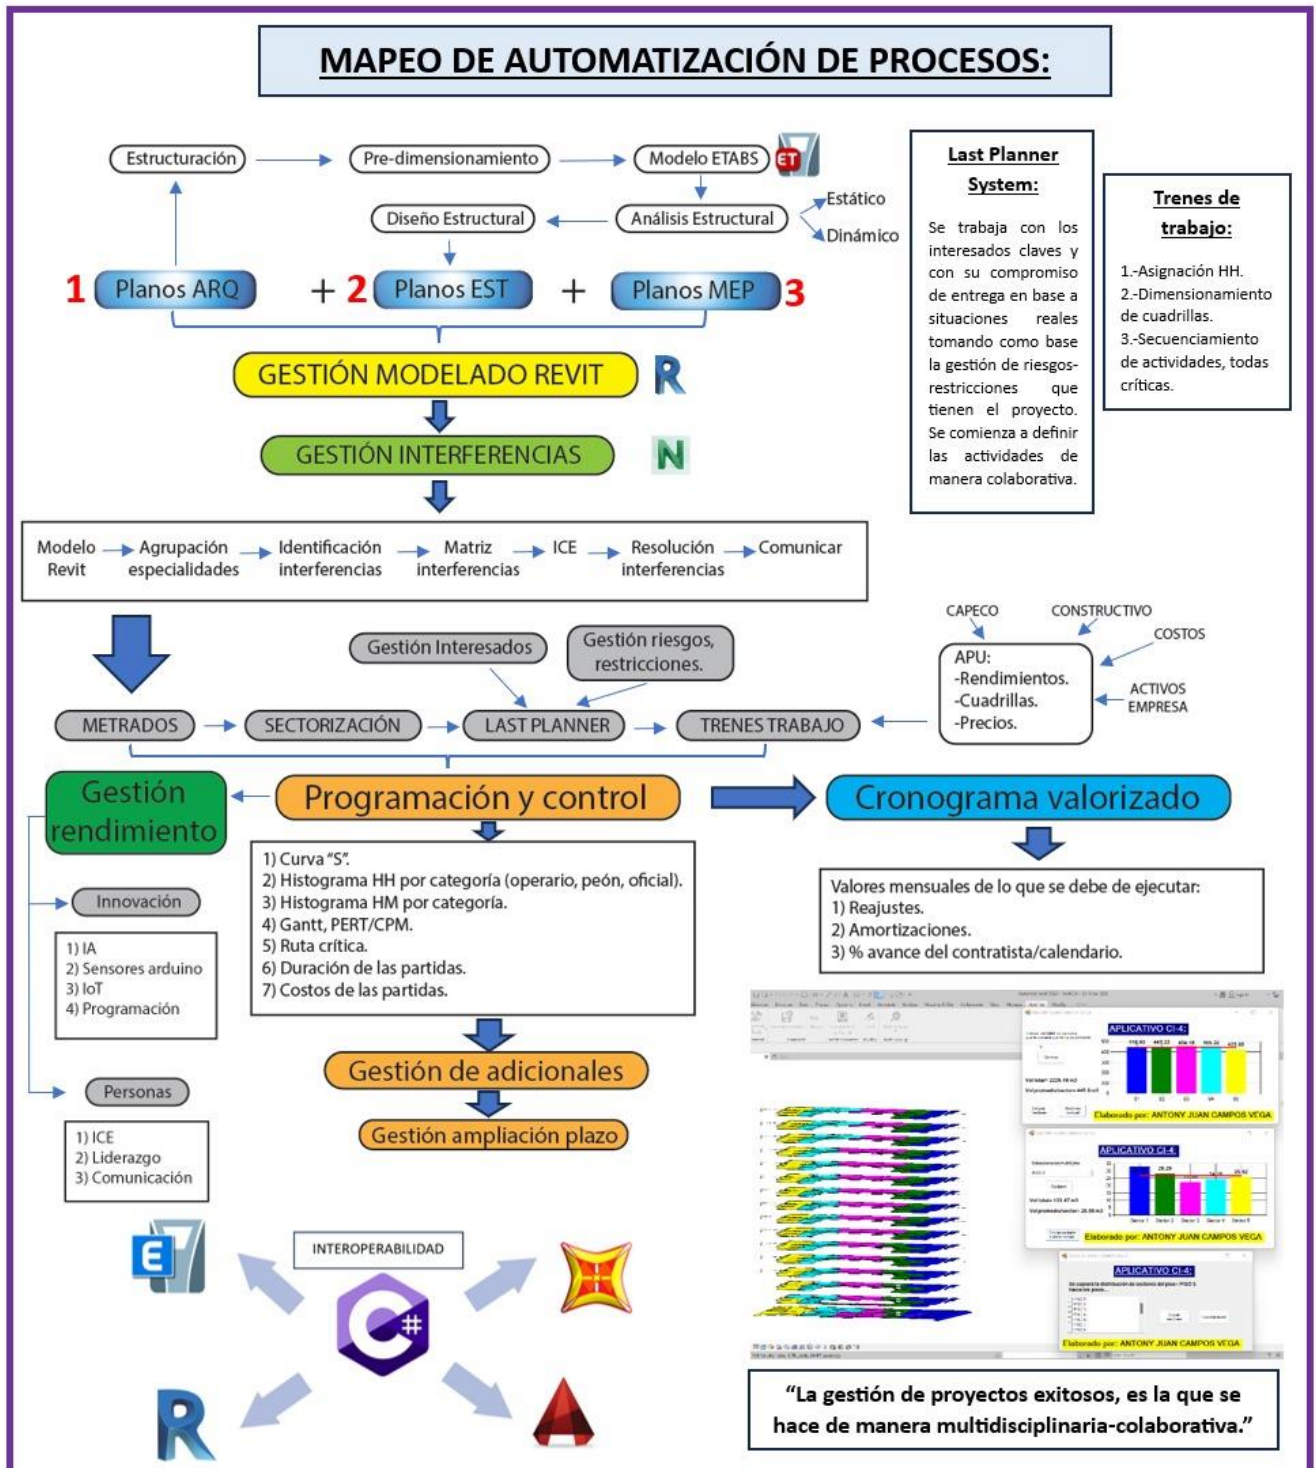 MAPEO DE AUTOMATIZACIÓN DE PROCESOS:
Estructuración
Pre-dimensionamiento
Modelo ETABS
ET
Diseño Estructural
Análisis Estructural
Estático
Dinámico
1 Planos ARQ
+ 2 Planos EST
+ Planos MEP 3
Last Planner
System:
Se trabaja con los
interesados claves y
con su compromiso
de entrega en base a
situaciones reales
tomando como base
la gestión de riesgos-
restricciones que
tienen el proyecto.
Se comienza a definir
las actividades de
manera colaborativa.
Trenes de
trabajo:
1.-Asignación HH.
2.-Dimensionamiento
de cuadrillas.
3.-Secuenciamiento
de actividades, todas
críticas.
GESTIÓN MODELADO REVIT
R
GESTIÓN INTERFERENCIAS
N
Modelo
Revit
Agrupación
especialidades
Identificación
interferencias
Matriz
interferencias
ICE
Resolución
interferencias
Comunicar
Gestión Interesados
Gestión riesgos,
restricciones.
CAPECO
CONSTRUCTIVO
COSTOS
ACTIVOS
EMPRESA
APU:
-Rendimientos.
-Cuadrillas.
-Precios.
METRADOS
SECTORIZACIÓN
LAST PLANNER
TRENES TRABAJO
Gestión
rendimiento
Programación y control
Cronograma valorizado
1) Curva “S”.
2) Histograma HH por categoría (operario, peón, oficial).
3) Histograma HM por categoría.
4) Gantt, PERT/CPM.
5) Ruta crítica.
6) Duración de las partidas.
7) Costos de las partidas.
Valores mensuales de lo que se debe de ejecutar:
1) Reajustes.
2) Amortizaciones.
3) % avance del contratista/calendario.
Innovación
1) IA
2) Sensores arduino
3) IoT
4) Programación
Gestión de adicionales
Gestión ampliación plazo
Personas
1) ICE
2) Liderazgo
3) Comunicación
INTEROPERABILIDAD
E
C#
R
APLICATIVO CI-4:
Elaborado por: ANTONY JUAN CAMPOS VEGA
APLICATIVO CI-4:
Sector 1 Sector 2 Sector 3 Sector 4 Sector 5
Elaborado por: ANTONY JUAN CAMPOS VEGA
APLICATIVO CI-4:
Elaborado por: ANTONY JUAN CAMPOS VEGA
“La gestión de proyectos exitosos, es la que se
hace de manera multidisciplinaria-colaborativa.”